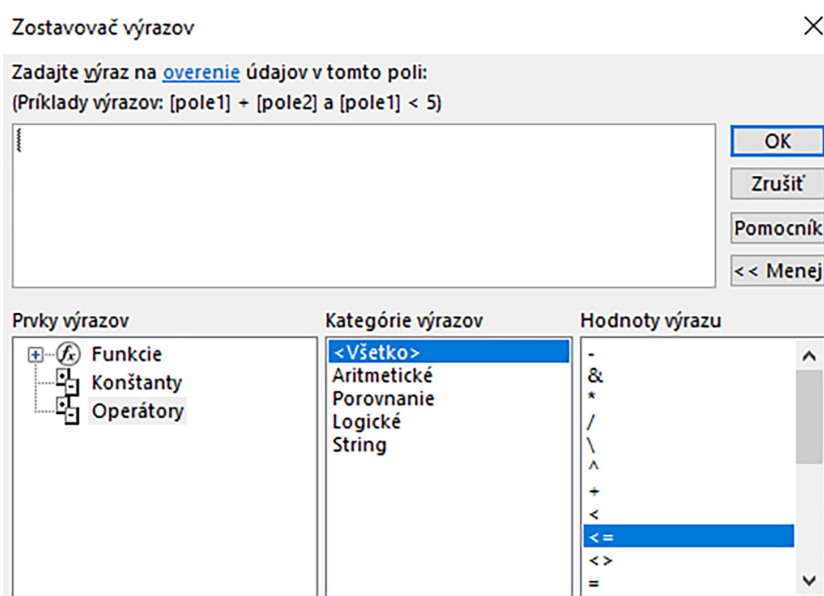 Zostavovač výrazov
Zadajte výraz na overenie údajov v tomto poli:
(Príklady výrazov: [pole1] + [pole2] a [pole1] < 5)
OK
Zrušiť
Pomocník
<< Menej
Prvky výrazov
Funkcie
Konštanty
Operátory
Kategórie výrazov
<Všetko>
Aritmetické
Porovnanie
Logické
String
Hodnoty výrazu
-
&
*
/
\
^
+
<
<=
<>
=